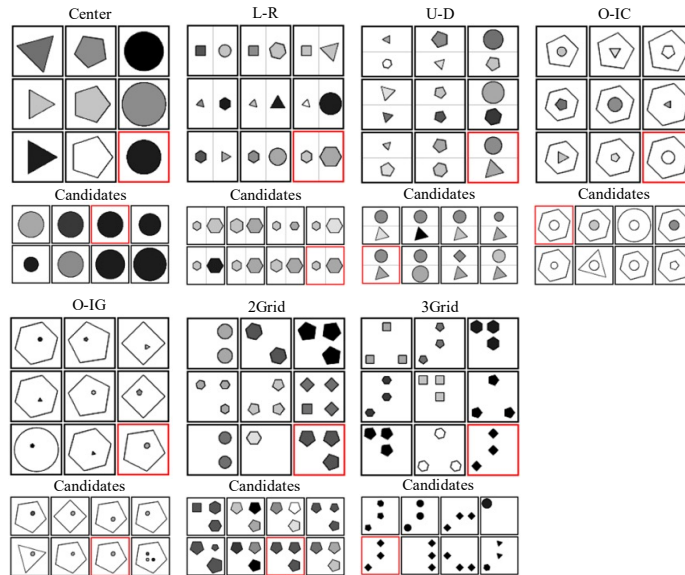 Center L-R U-D O-IC
Candidates Candidates Candidates Candidates
O-IG 2Grid 3Grid
Candidates Candidates Candidates